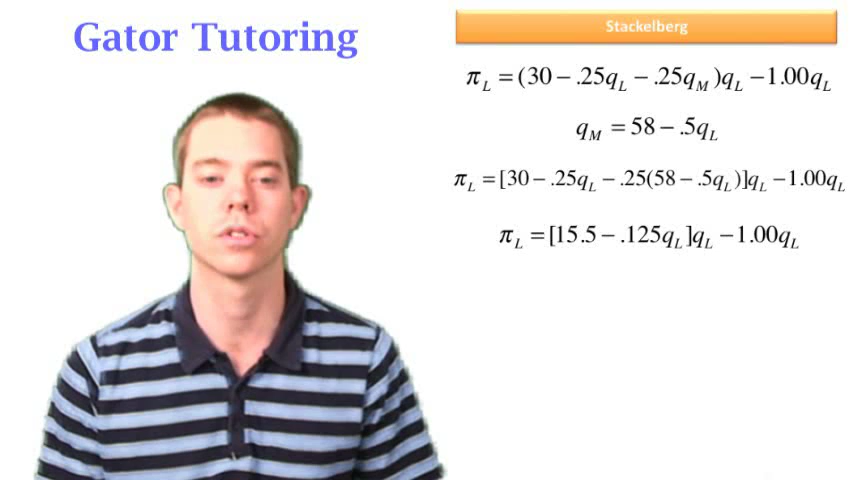 Gator Tutoring
Stackelberg
π_L = (30 − .25q_L − .25q_M)q_L − 1.00q_L
q_M = 58 − .5q_L
π_L = [30 − .25q_L − .25(58 − .5q_L)]q_L − 1.00q_L
π_L = [15.5 − .125q_L]q_L − 1.00q_L